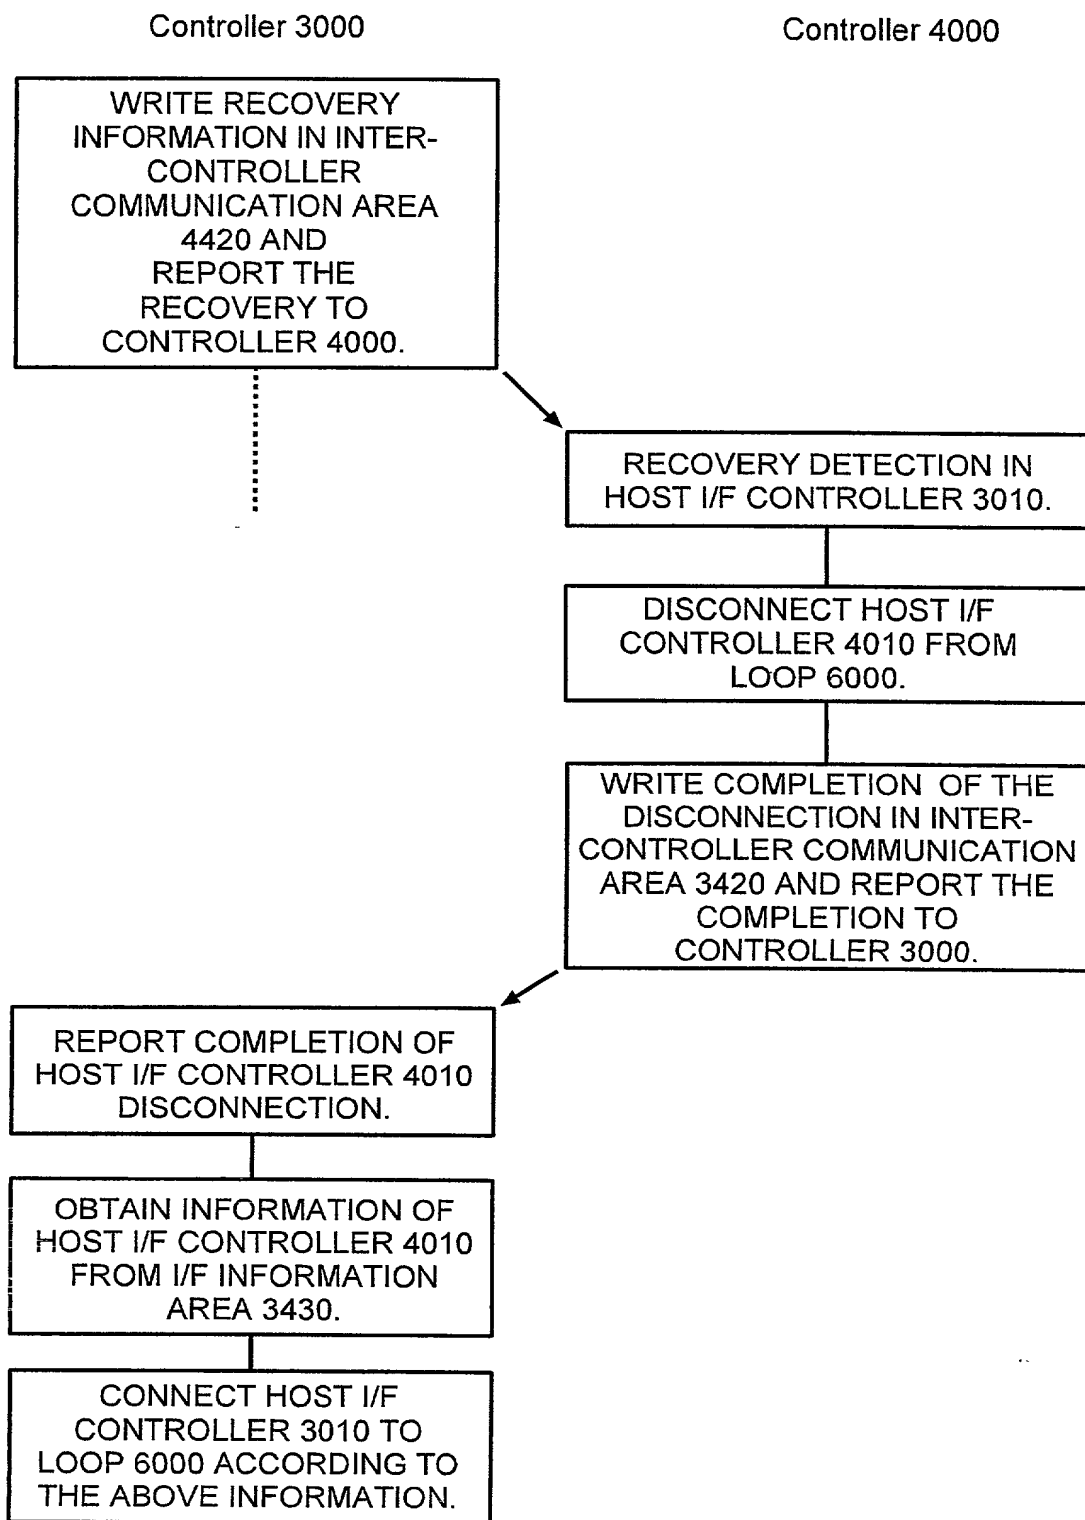 Controller 3000
Controller 4000
WRITE RECOVERY
INFORMATION IN INTER-
CONTROLLER
COMMUNICATION AREA
4420 AND
REPORT THE
RECOVERY TO
CONTROLLER 4000.
RECOVERY DETECTION IN
HOST I/F CONTROLLER 3010.
DISCONNECT HOST I/F
CONTROLLER 4010 FROM
LOOP 6000.
WRITE COMPLETION OF THE
DISCONNECTION IN INTER-
CONTROLLER COMMUNICATION
AREA 3420 AND REPORT THE
COMPLETION TO
CONTROLLER 3000.
REPORT COMPLETION OF
HOST I/F CONTROLLER 4010
DISCONNECTION.
OBTAIN INFORMATION OF
HOST I/F CONTROLLER 4010
FROM I/F INFORMATION
AREA 3430.
CONNECT HOST I/F
CONTROLLER 3010 TO
LOOP 6000 ACCORDING TO
THE ABOVE INFORMATION.